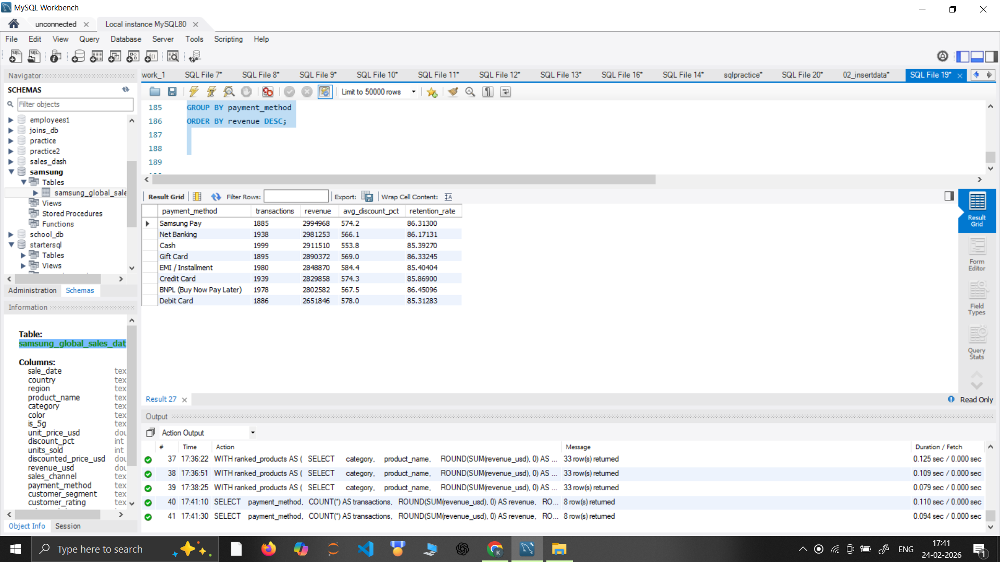 MySQL Workbench
unconnected
Local instance MySQL80
File Edit View Query Database Server Tools Scripting Help
Navigator
SCHEMAS
Filter objects
employees1
joins_db
practice
practice2
sales_dash
samsung
Tables
samsung_global_sale
Views
Stored Procedures
Functions
school_db
startersql
Tables
Views
Administration Schemas
Information
Table:
samsung_global_sales_dat
Columns:
sale_date tex
country tex
region tex
product_name tex
category tex
color tex
is_5g tex
unit_price_usd dou
discount_pct int
units_sold int
discounted_price_usd dou
revenue_usd dou
sales_channel tex
payment_method tex
customer_segment tex
customer_rating tex
Object Info Session
work_1 SQL File 7* SQL File 8* SQL File 9* SQL File 10* SQL File 11* SQL File 12* SQL File 13* SQL File 16* SQL File 14* sqlpractice* SQL File 20* 02_insertdata* SQL File 19*
Limit to 50000 rows
185 GROUP BY payment_method
186 ORDER BY revenue DESC;
187
188
189
Result Grid Filter Rows: Export: Wrap Cell Content:
payment_method transactions revenue avg_discount_pct retention_rate
Samsung Pay 1885 2994968 574.2 86.31300
Net Banking 1938 2981253 566.1 86.17131
Cash 1999 2911510 553.8 85.39270
Gift Card 1895 2890372 569.0 86.33245
EMI / Installment 1980 2848870 584.4 85.40404
Credit Card 1939 2829858 574.3 85.86900
BNPL (Buy Now Pay Later) 1978 2802582 567.5 86.45096
Debit Card 1886 2651846 578.0 85.31283
Result
Grid
Form
Editor
Field
Types
Query
Stats
Result 27
Read Only
Output
Action Output
# Time Action Message Duration / Fetch
37 17:36:22 WITH ranked_products AS ( SELECT category, product_name, ROUND(SUM(revenue_usd), 0) AS ... 33 row(s) returned 0.125 sec / 0.000 sec
38 17:36:51 WITH ranked_products AS ( SELECT category, product_name, ROUND(SUM(revenue_usd), 0) AS ... 33 row(s) returned 0.109 sec / 0.000 sec
39 17:38:25 WITH ranked_products AS ( SELECT category, product_name, ROUND(SUM(revenue_usd), 0) AS ... 33 row(s) returned 0.079 sec / 0.000 sec
40 17:41:10 SELECT payment_method, COUNT(*) AS transactions, ROUND(SUM(revenue_usd), 0) AS revenue, RO... 8 row(s) returned 0.110 sec / 0.000 sec
41 17:41:30 SELECT payment_method, COUNT(*) AS transactions, ROUND(SUM(revenue_usd), 0) AS revenue, RO... 8 row(s) returned 0.094 sec / 0.000 sec
Type here to search
ENG
17:41
24-02-2026
1